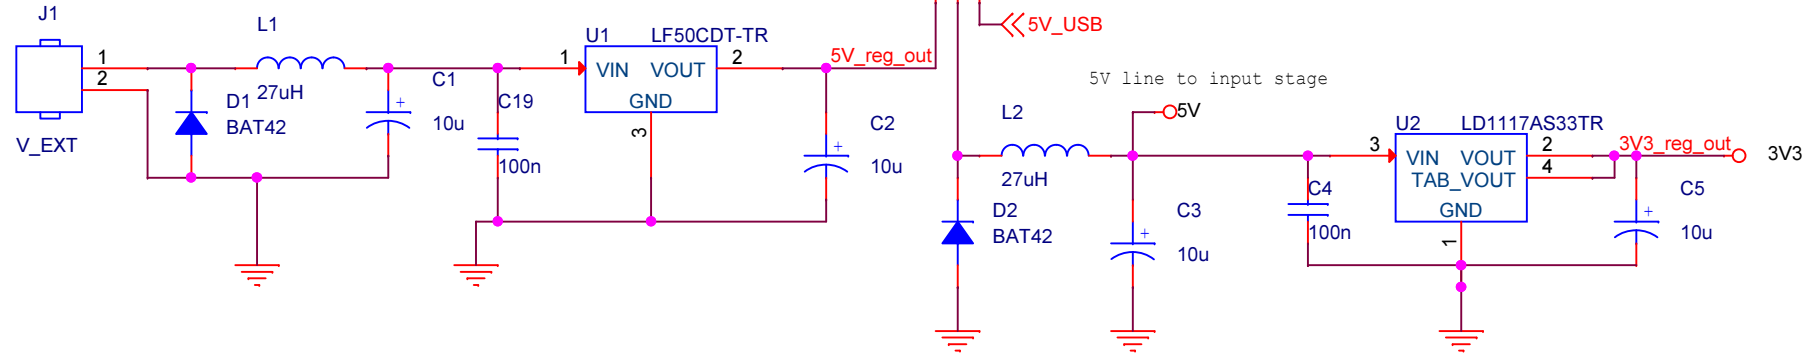 J1
1
2
V_EXT
L1
27uH
D1
BAT42
C1
10u
C19
100n
U1
LF50CDT-TR
1
VIN
VOUT
2
GND
3
5V_reg_out
C2
10u
5V_USB
5V line to input stage
5V
L2
27uH
D2
BAT42
C3
10u
C4
100n
U2
LD1117AS33TR
3
VIN
VOUT
2
TAB_VOUT
4
GND
1
3V3_reg_out
3V3
C5
10u